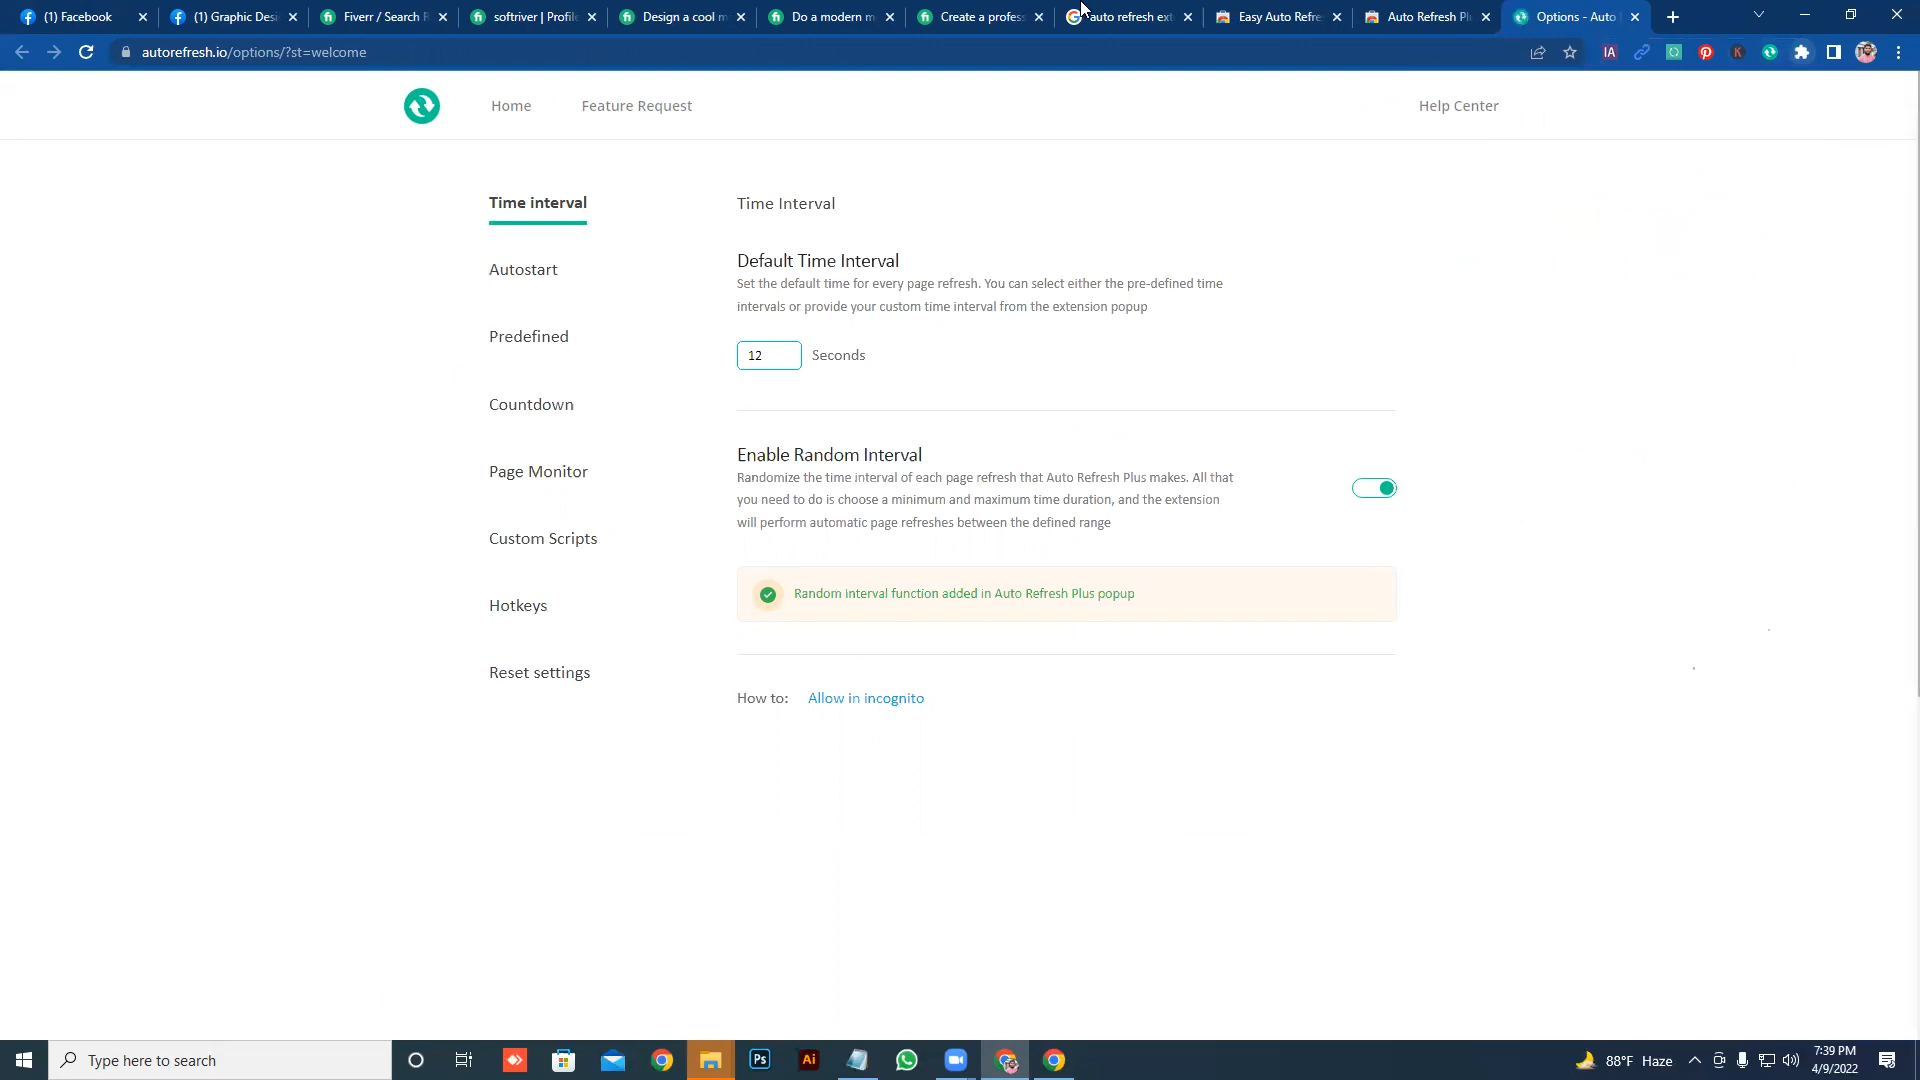 (1) Facebook
(1) Graphic Desi
Fiverr / Search R
softriver | Profile
Design a cool m
Do a modern m
Create a profess
auto refresh ext
Easy Auto Refre
Auto Refresh Plu
Options - Auto
autorefresh.io/options/?st=welcome
IA
K
Home
Feature Request
Help Center
Time interval
Autostart
Predefined
Countdown
Page Monitor
Custom Scripts
Hotkeys
Reset settings
Time Interval
Default Time Interval
Set the default time for every page refresh. You can select either the pre-defined time
intervals or provide your custom time interval from the extension popup
12 Seconds
Enable Random Interval
Randomize the time interval of each page refresh that Auto Refresh Plus makes. All that
you need to do is choose a minimum and maximum time duration, and the extension
will perform automatic page refreshes between the defined range
Random interval function added in Auto Refresh Plus popup
How to: Allow in incognito
Type here to search
Ps
Ai
88°F Haze
7:39 PM
4/9/2022